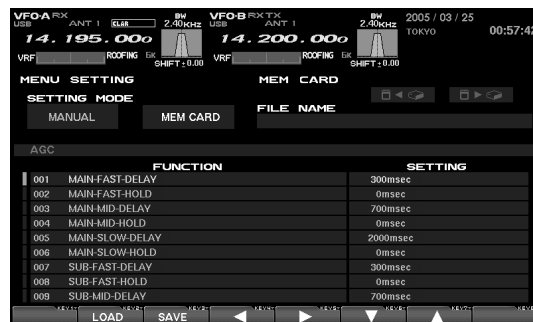 VFO-A RX VFO-B RX TX 2005 / 03 / 25
USB ANT 1 CLAR BW 2.40KHz USB ANT 1 BW 2.40KHz TOKYO 00:57:42
14.195.000 14.200.000
VRF ROOFING 6K SHIFT±0.00 VRF ROOFING 6K SHIFT±0.00
MENU SETTING MEM CARD
SETTING MODE
MANUAL MEM CARD FILE NAME
AGC
FUNCTION SETTING
001 MAIN-FAST-DELAY 300msec
002 MAIN-FAST-HOLD 0msec
003 MAIN-MID-DELAY 700msec
004 MAIN-MID-HOLD 0msec
005 MAIN-SLOW-DELAY 2000msec
006 MAIN-SLOW-HOLD 0msec
007 SUB-FAST-DELAY 300msec
008 SUB-FAST-HOLD 0msec
009 SUB-MID-DELAY 700msec
LOAD SAVE